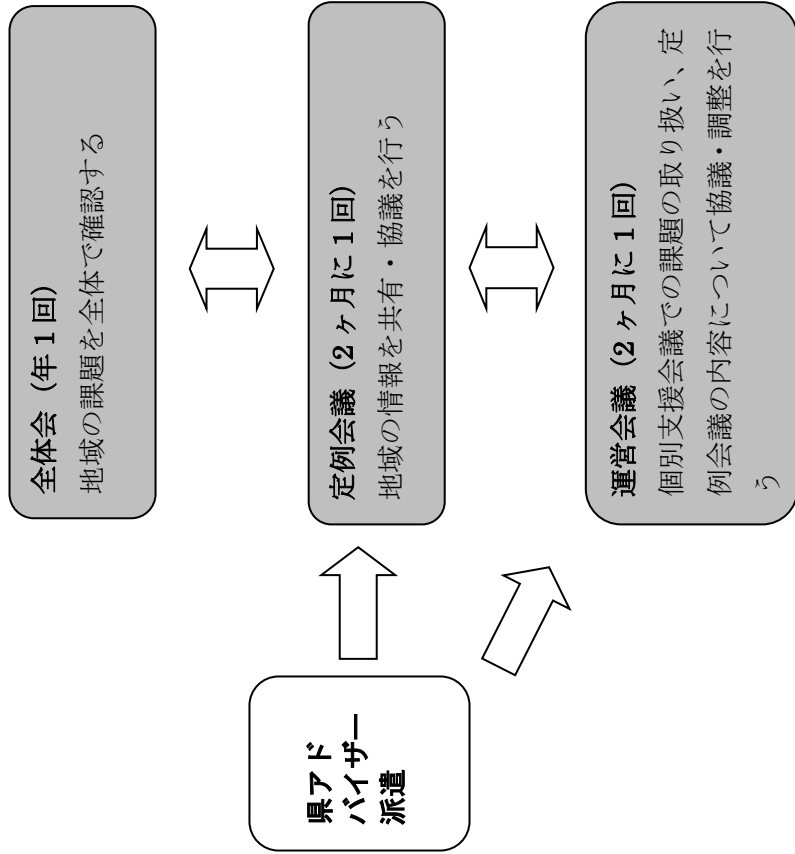 全体会（年１回）
地域の課題を全体で確認する
定例会議（２ヶ月に１回）
地域の情報を共有・協議を行う
運営会議（２ヶ月に１回）
個別支援会議での課題の取り扱い、定
例会議の内容について協議・調整を行
う
県アド
バイザー
派遣